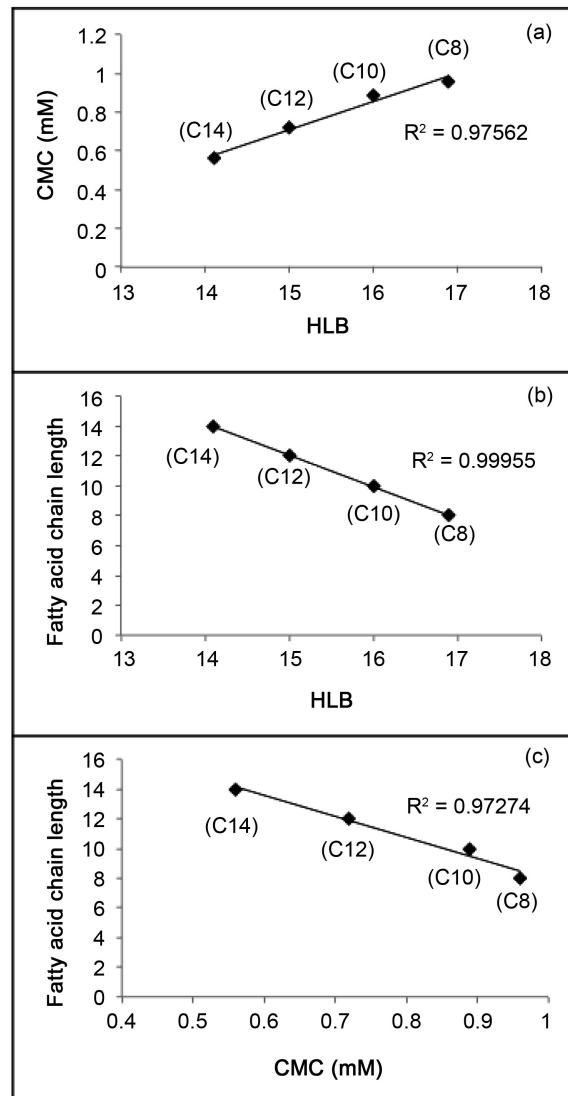 (a)
1.2
1
0.8
0.6
0.4
0.2
0
CMC (mM)
(C14)
(C12)
(C10)
(C8)
R² = 0.97562
13 14 15 16 17 18
HLB
(b)
16
14
12
10
8
6
4
2
0
Fatty acid chain length
(C14)
(C12)
(C10)
(C8)
R² = 0.99955
13 14 15 16 17 18
HLB
(c)
16
14
12
10
8
6
4
2
0
Fatty acid chain length
(C14)
(C12)
(C10)
(C8)
R² = 0.97274
0.4 0.5 0.6 0.7 0.8 0.9 1
CMC (mM)